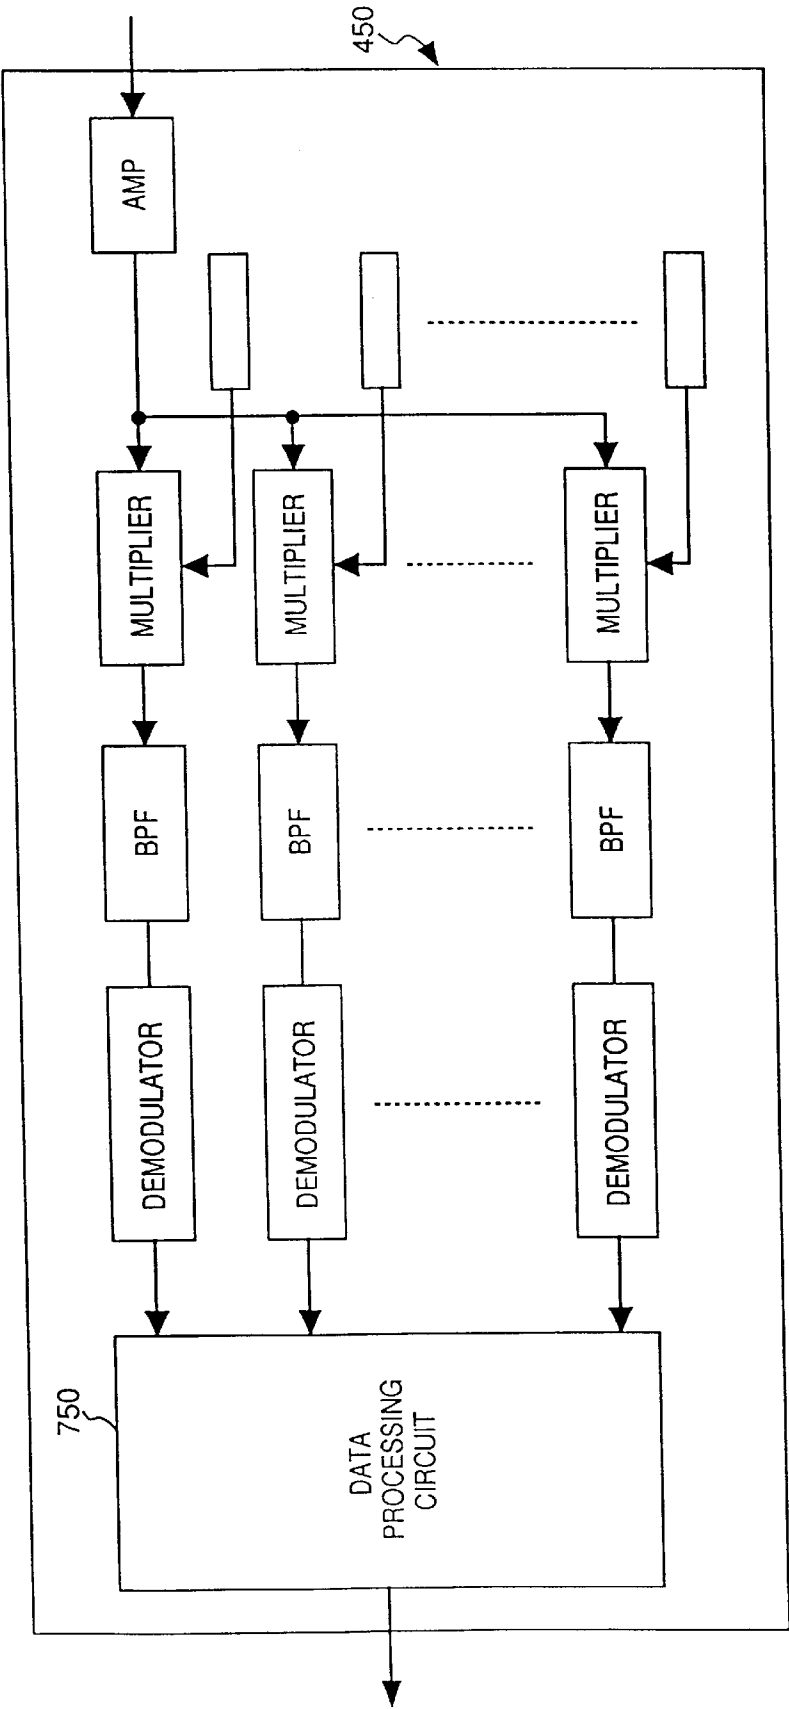 450
AMP
MULTIPLIER
MULTIPLIER
MULTIPLIER
BPF
BPF
BPF
DEMODULATOR
DEMODULATOR
DEMODULATOR
750
DATA
PROCESSING
CIRCUIT